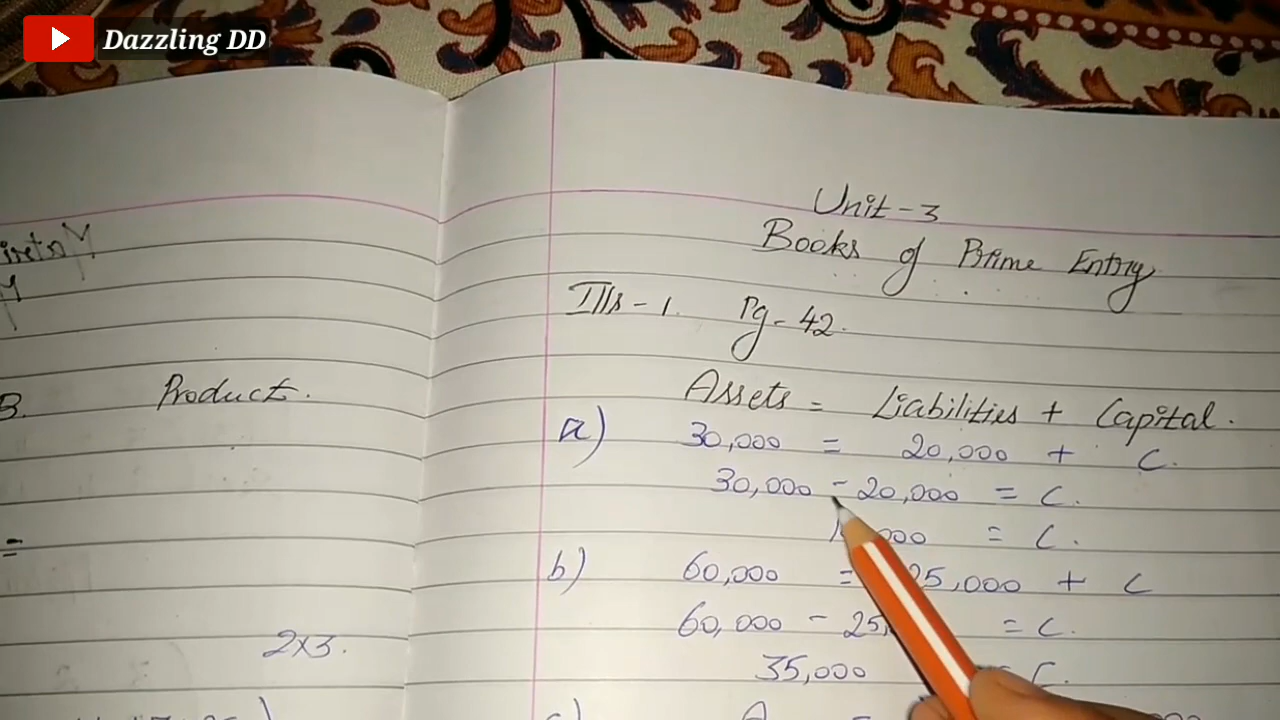 Dazzling DD
Unit-3
Books of Prime Entry
Ills-1. Pg-42.
Product.
Assets = Liabilities + Capital.
a) 30,000 = 20,000 + C.
30,000 - 20,000 = C.
= C.
b) 60,000 = 25,000 + C
60,000 - 25, = C.
2x3.
35,000 = C.
c)